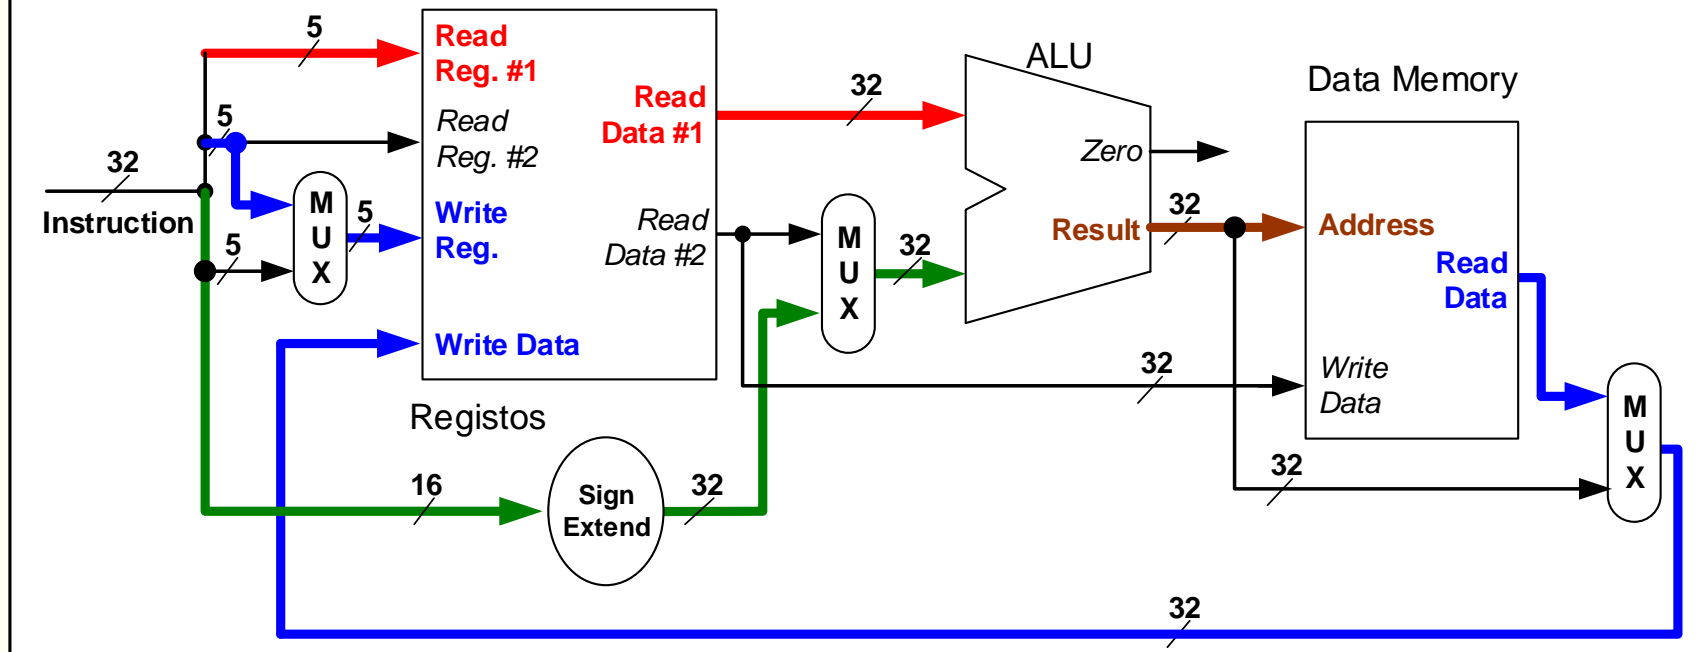 5
Read
Reg. #1
ALU
Data Memory
32
Read
Data #1
5
Read
Reg. #2
Zero
32
Instruction
M
U
X
5
Write
Reg.
Read
Data #2
M
U
X
32
Result
32
Address
Read
Data
5
Write Data
32
Write
Data
M
U
X
Registos
16
Sign
Extend
32
32
32